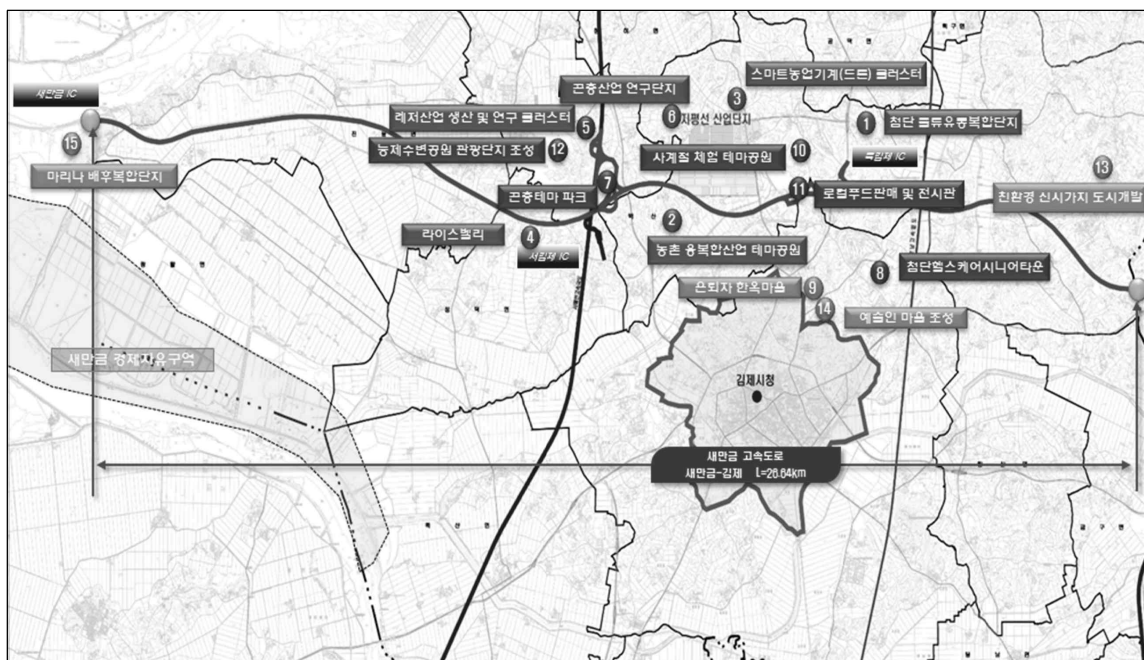 새만금 IC
15
마리나 배후복합단지
레저산업 생산 및 연구 클러스터
5
능제수변공원 관광단지 조성
12
곤충산업 연구단지
6
지평선 산업단지
3
스마트농업기계(드론) 클러스터
1
첨단 물류유통복합단지
북김제 IC
사계절 체험 테마공원
10
13
친환경 신시가지 도시개발
곤충테마 파크
7
11
로컬푸드판매 및 전시판
라이스밸리
4
서김제 IC
2
농촌 융복합산업 테마공원
8
첨단헬스케어시니어타운
은퇴자 한옥마을
9
14
예술인 마을 조성
새만금 경제자유구역
김제시청
새만금 고속도로
새만금-김제 L=26.64km